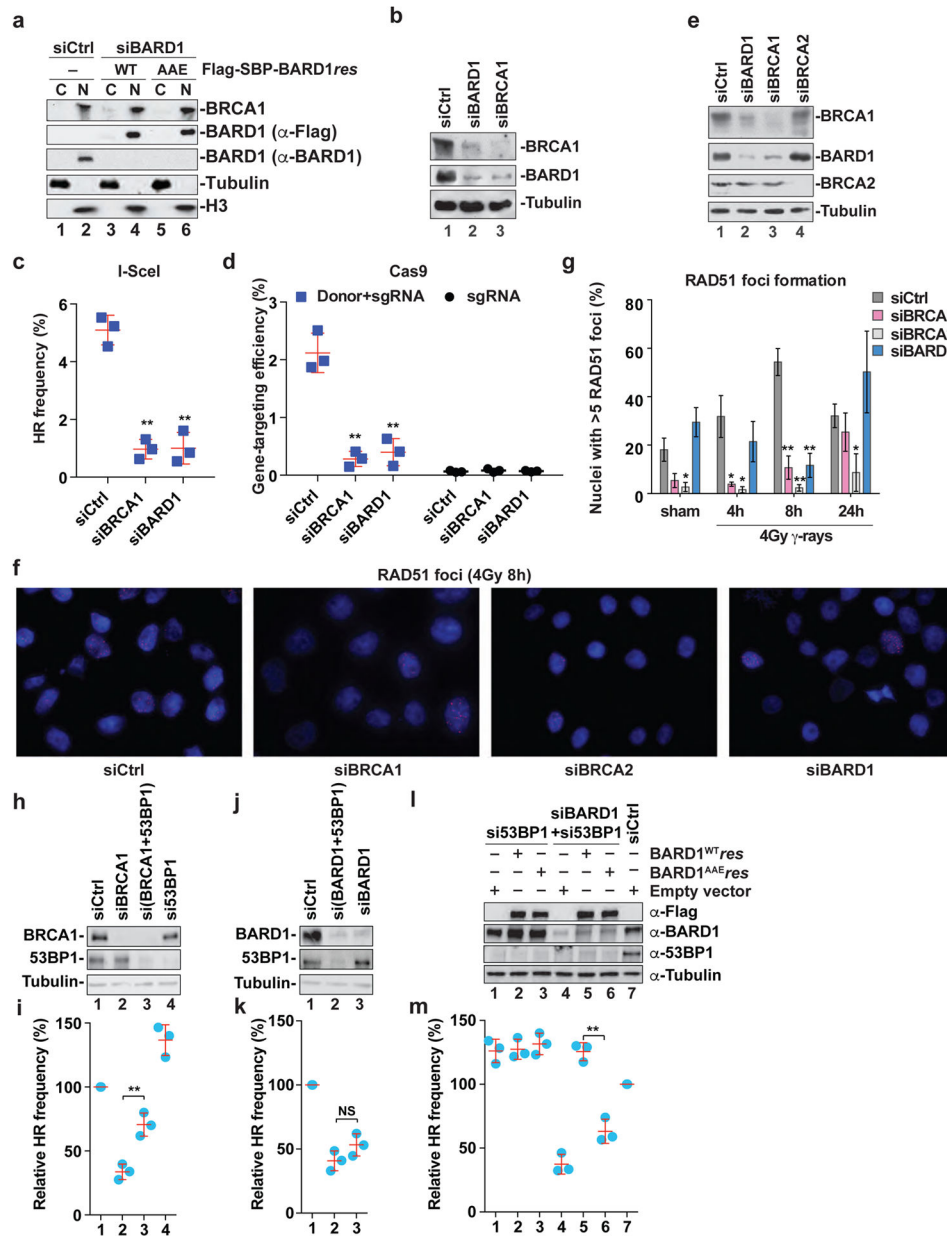 a
siCtrl siBARD1
– WT AAE Flag-SBP-BARD1res
C N C N C N
-BRCA1
-BARD1 (α-Flag)
-BARD1 (α-BARD1)
-Tubulin
-H3
1 2 3 4 5 6
b
siCtrl siBARD1 siBRCA1
-BRCA1
-BARD1
-Tubulin
1 2 3
e
siCtrl siBARD1 siBRCA1 siBRCA2
-BRCA1
-BARD1
-BRCA2
-Tubulin
1 2 3 4
c
I-SceI
HR frequency (%)
6
4
2
0
** **
siCtrl siBRCA1 siBARD1
d
Cas9
Donor+sgRNA sgRNA
Gene-targeting efficiency (%)
3
2
1
0
** **
siCtrl siBRCA1 siBARD1 siCtrl siBRCA1 siBARD1
g
RAD51 foci formation
siCtrl
siBRCA
siBRCA
siBARD
Nuclei with >5 RAD51 foci (%)
80
60
40
20
0
* * * ** ** ** *
sham 4h 8h 24h
4Gy γ-rays
f
RAD51 foci (4Gy 8h)
siCtrl siBRCA1 siBRCA2 siBARD1
h
siCtrl siBRCA1 si(BRCA1+53BP1) si53BP1
BRCA1-
53BP1-
Tubulin-
1 2 3 4
i
Relative HR frequency (%)
150
100
50
0
**
1 2 3 4
j
siCtrl si(BARD1+53BP1) siBARD1
BARD1-
53BP1-
Tubulin-
1 2 3
k
Relative HR frequency (%)
150
100
50
0
NS
1 2 3
l
si53BP1 siBARD1+si53BP1 siCtrl
– + – – + – – BARD1WTres
– – + – – + – BARD1AAEres
+ – – + – – + Empty vector
α-Flag
α-BARD1
α-53BP1
α-Tubulin
1 2 3 4 5 6 7
m
Relative HR frequency (%)
150
100
50
0
**
1 2 3 4 5 6 7